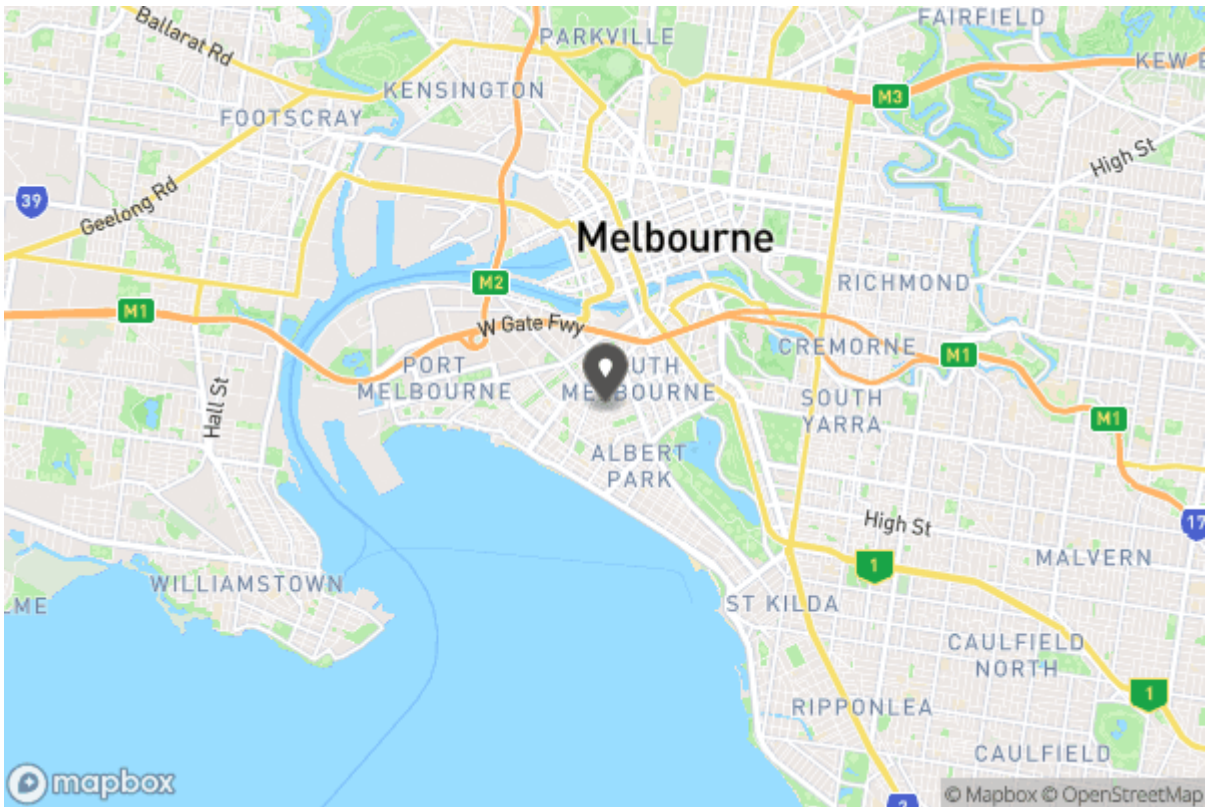 Ballarat Rd
FAIRFIELD
PARKVILLE
KEW E
KENSINGTON
M3
FOOTSCRAY
High St
Geelong Rd
39
Melbourne
RICHMOND
M2
M1
W Gate Fwy
CREMORNE
M1
PORT
MELBOURNE
UTH
MELBOURNE
SOUTH
YARRA
Hall St
M1
ALBERT
PARK
High St
17
MALVERN
1
WILLIAMSTOWN
LME
ST KILDA
CAULFIELD
NORTH
1
RIPPONLEA
CAULFIELD
mapbox
© Mapbox © OpenStreetMap